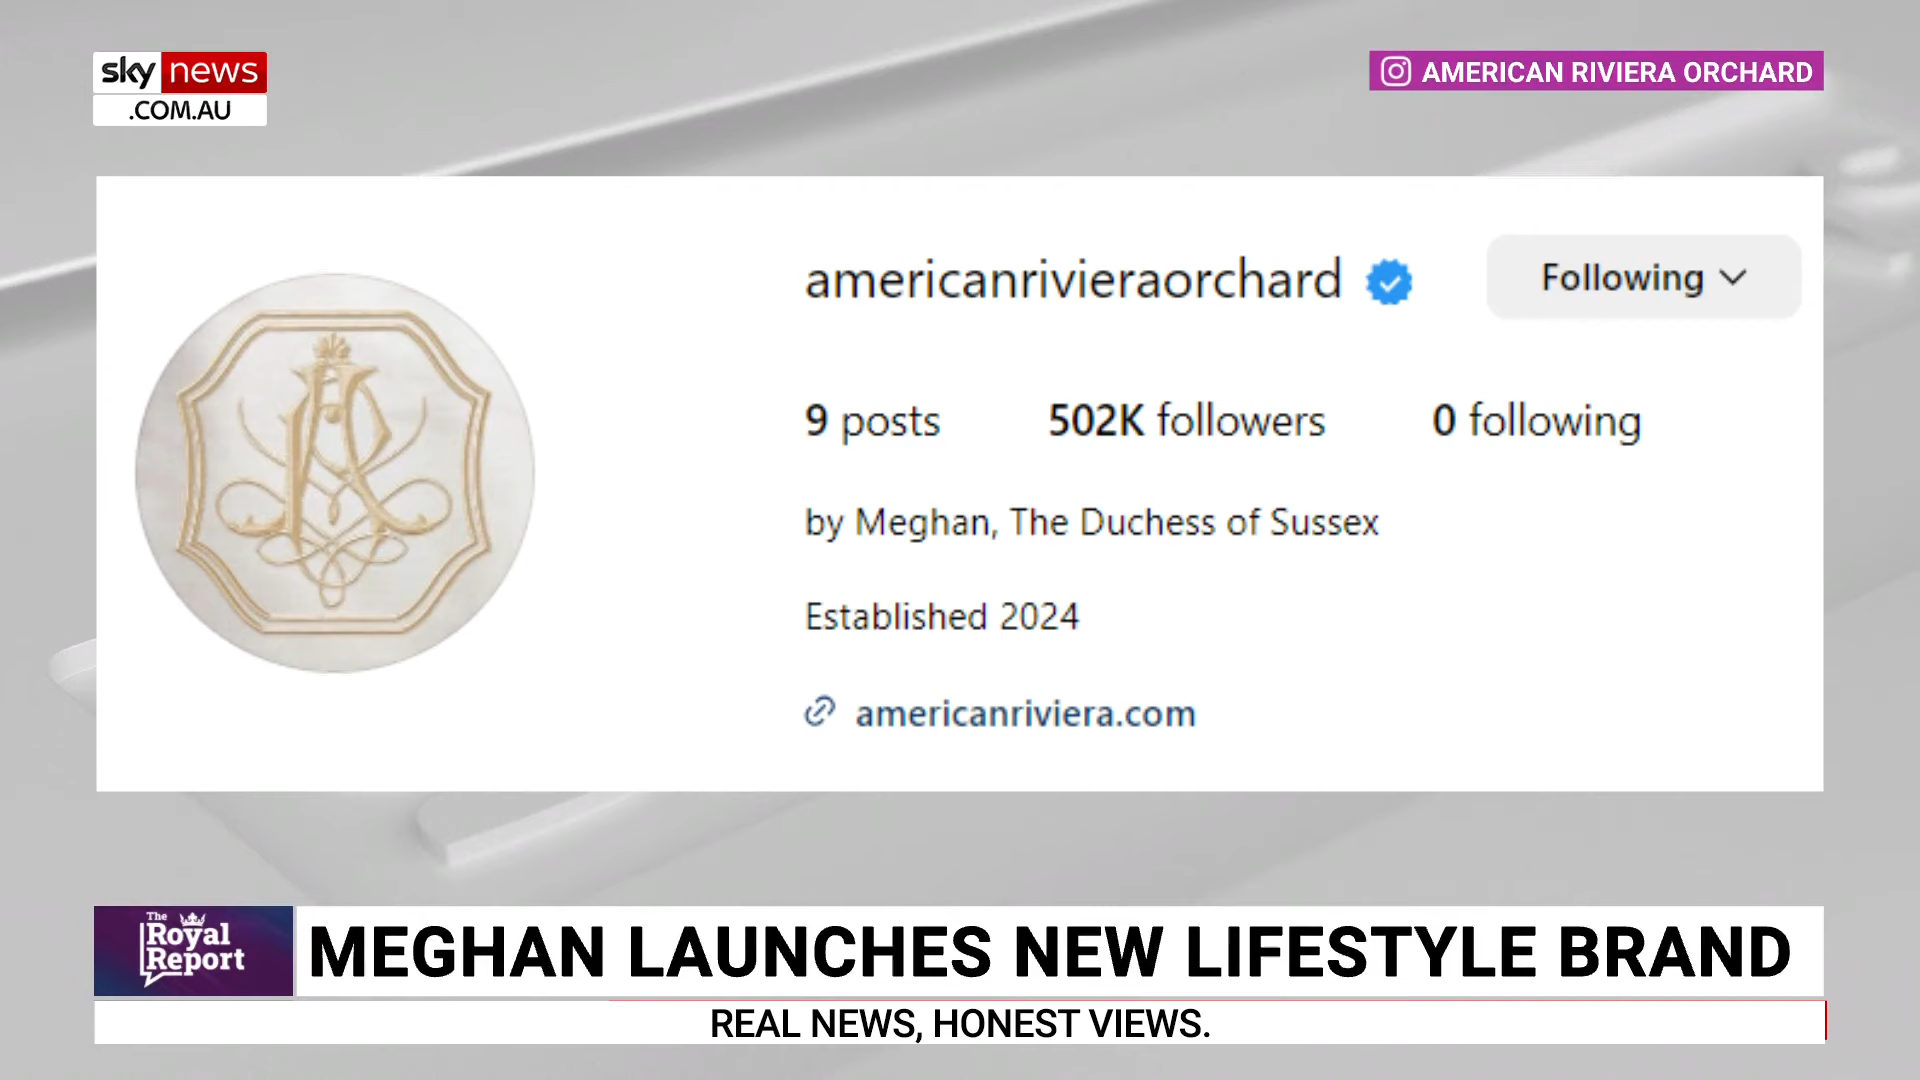 sky news
.COM.AU
AMERICAN RIVIERA ORCHARD
americanrivieraorchard
Following
9 posts 502K followers 0 following
by Meghan, The Duchess of Sussex
Established 2024
americanriviera.com
The Royal Report
MEGHAN LAUNCHES NEW LIFESTYLE BRAND
REAL NEWS, HONEST VIEWS.